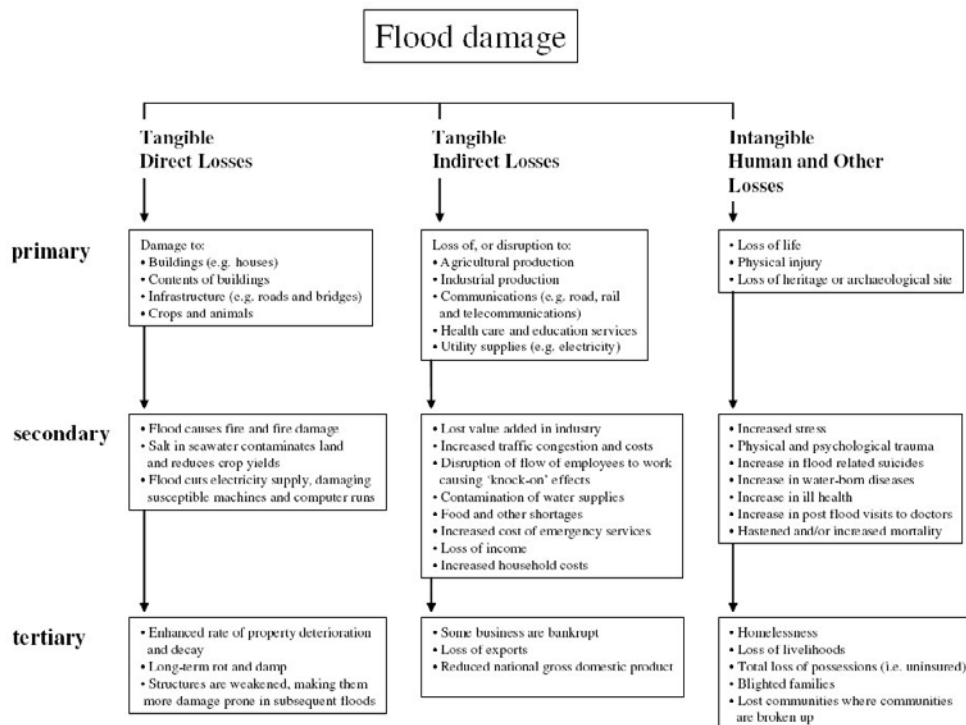 Flood damage
Tangible
Direct Losses
Tangible
Indirect Losses
Intangible
Human and Other
Losses
primary
Damage to:
• Buildings (e.g. houses)
• Contents of buildings
• Infrastructure (e.g. roads and bridges)
• Crops and animals
Loss of, or disruption to:
• Agricultural production
• Industrial production
• Communications (e.g. road, rail
and telecommunications)
• Health care and education services
• Utility supplies (e.g. electricity)
• Loss of life
• Physical injury
• Loss of heritage or archaeological site
secondary
• Flood causes fire and fire damage
• Salt in seawater contaminates land
and reduces crop yields
• Flood cuts electricity supply, damaging
susceptible machines and computer runs
• Lost value added in industry
• Increased traffic congestion and costs
• Disruption of flow of employees to work
causing ‘knock-on’ effects
• Contamination of water supplies
• Food and other shortages
• Increased cost of emergency services
• Loss of income
• Increased household costs
• Increased stress
• Physical and psychological trauma
• Increase in flood related suicides
• Increase in water-born diseases
• Increase in ill health
• Increase in post flood visits to doctors
• Hastened and/or increased mortality
tertiary
• Enhanced rate of property deterioration
and decay
• Long-term rot and damp
• Structures are weakened, making them
more damage prone in subsequent floods
• Some business are bankrupt
• Loss of exports
• Reduced national gross domestic product
• Homelessness
• Loss of livelihoods
• Total loss of possessions (i.e. uninsured)
• Blighted families
• Lost communities where communities
are broken up